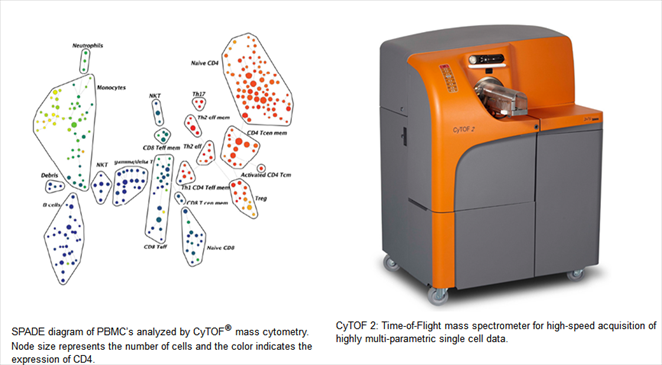 Neutrophils
Monocytes
Naive CD4
NKT
Th17
Th2 eff mem
CD8 Teff mem
CD4 Tcen mem
Th2 eff
gamma/delta T
NKT
Debris
Activated CD4 Tcm
Th1 CD4 Teff mem
Treg
B cells
CD8 T cen mem
CD8 Teff
Naive CD8
CyTOF 2
SPADE diagram of PBMC's analyzed by CyTOF® mass cytometry.
Node size represents the number of cells and the color indicates the
expression of CD4.
CyTOF 2: Time-of-Flight mass spectrometer for high-speed acquisition of
highly multi-parametric single cell data.